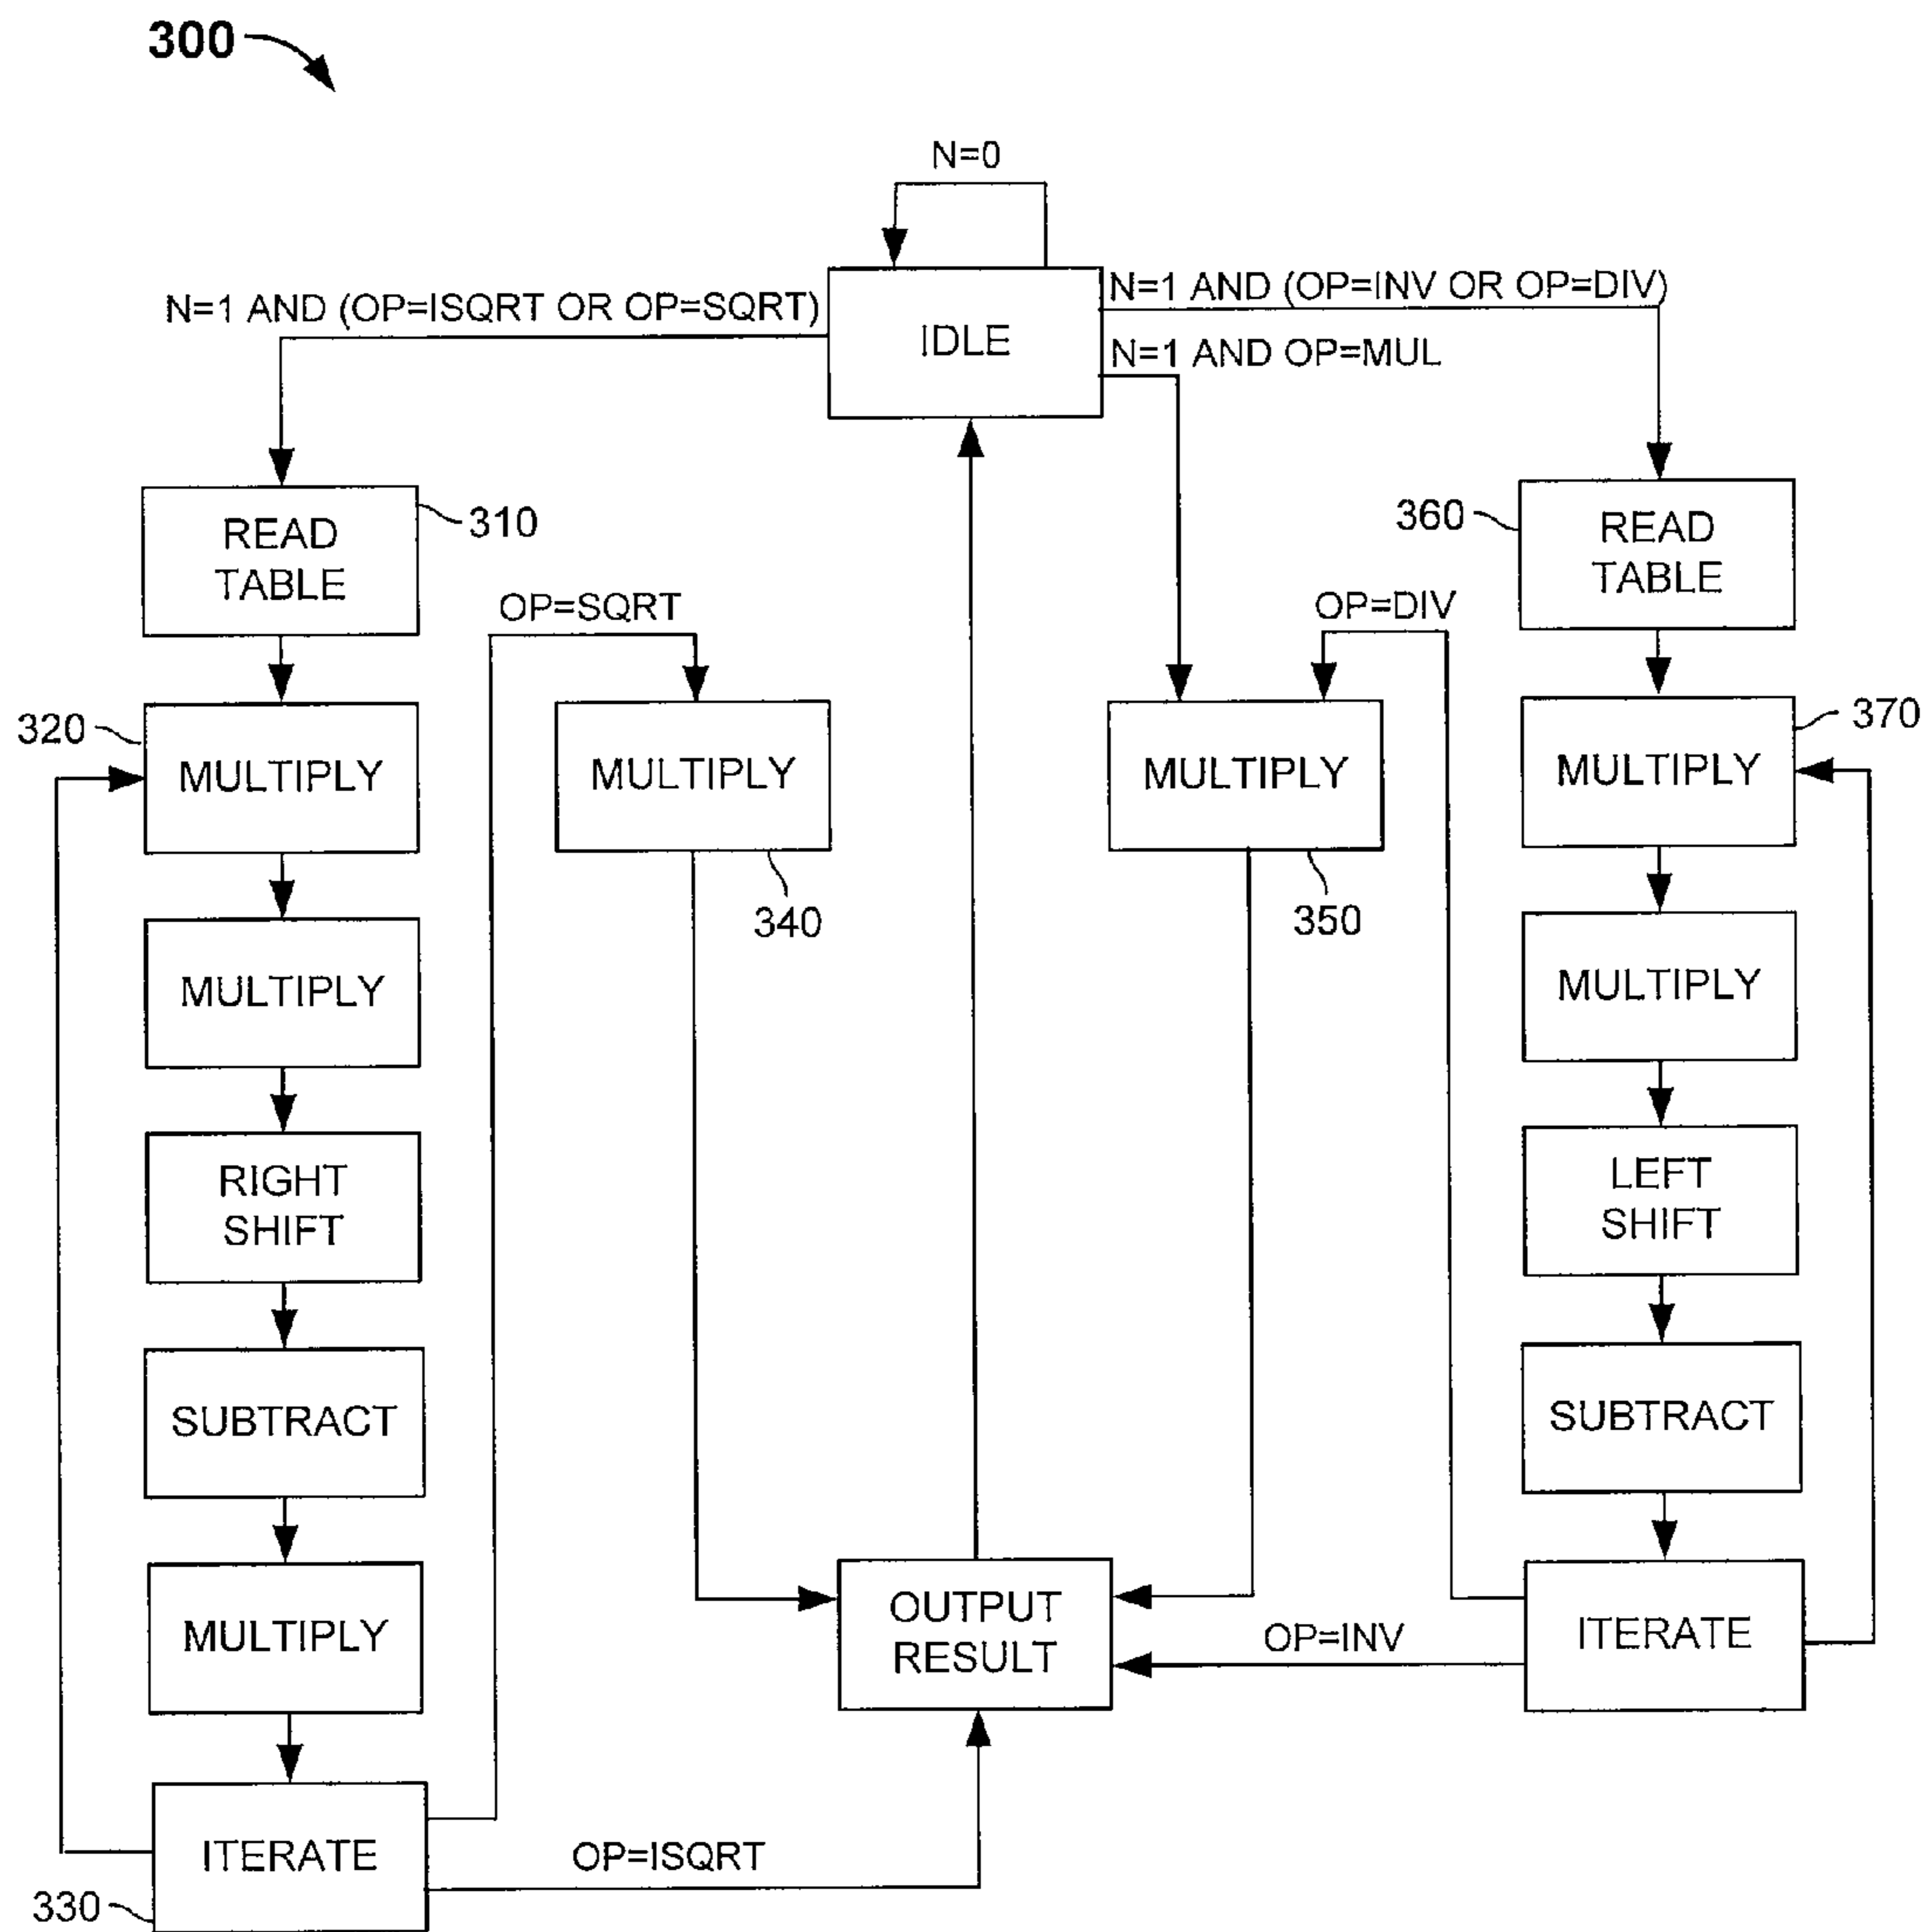 300
N=0
N=1 AND (OP=ISQRT OR OP=SQRT)
IDLE
N=1 AND (OP=INV OR OP=DIV)
N=1 AND OP=MUL
READ
TABLE
310
360
READ
TABLE
OP=SQRT
OP=DIV
320
MULTIPLY
MULTIPLY
340
MULTIPLY
350
MULTIPLY
370
MULTIPLY
MULTIPLY
RIGHT
SHIFT
LEFT
SHIFT
SUBTRACT
SUBTRACT
MULTIPLY
OUTPUT
RESULT
OP=INV
ITERATE
ITERATE
330
OP=ISQRT